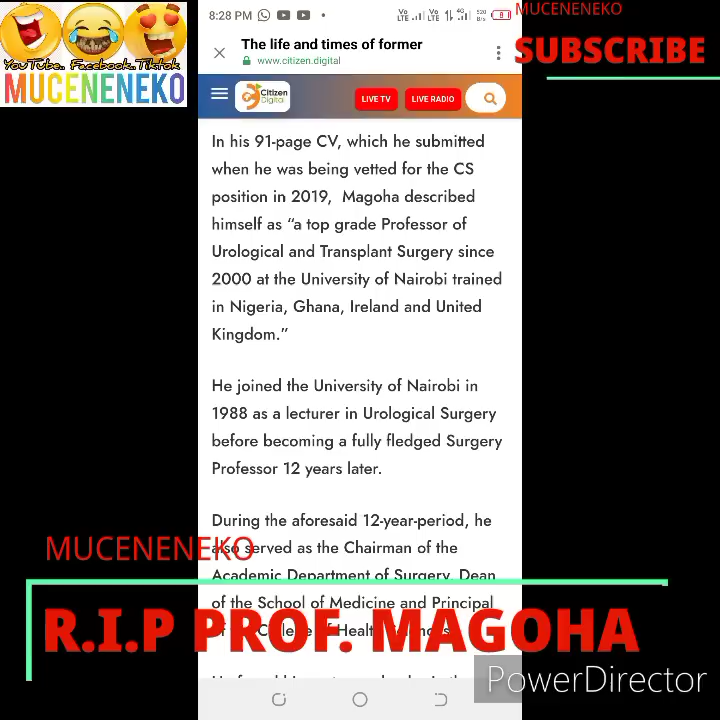 YouTube.. Facebook..Tiktok
MUCENENEKO
8:28 PM
The life and times of former
www.citizen.digital
MUCENENEKO
SUBSCRIBE
Citizen
Digital
LIVE TV
LIVE RADIO
In his 91-page CV, which he submitted
when he was being vetted for the CS
position in 2019, Magoha described
himself as “a top grade Professor of
Urological and Transplant Surgery since
2000 at the University of Nairobi trained
in Nigeria, Ghana, Ireland and United
Kingdom.”
He joined the University of Nairobi in
1988 as a lecturer in Urological Surgery
before becoming a fully fledged Surgery
Professor 12 years later.
During the aforesaid 12-year-period, he
also served as the Chairman of the
Academic Department of Surgery, Dean
of the School of Medicine and Principal
MUCENENEKO
R.I.P PROF. MAGOHA
PowerDirector